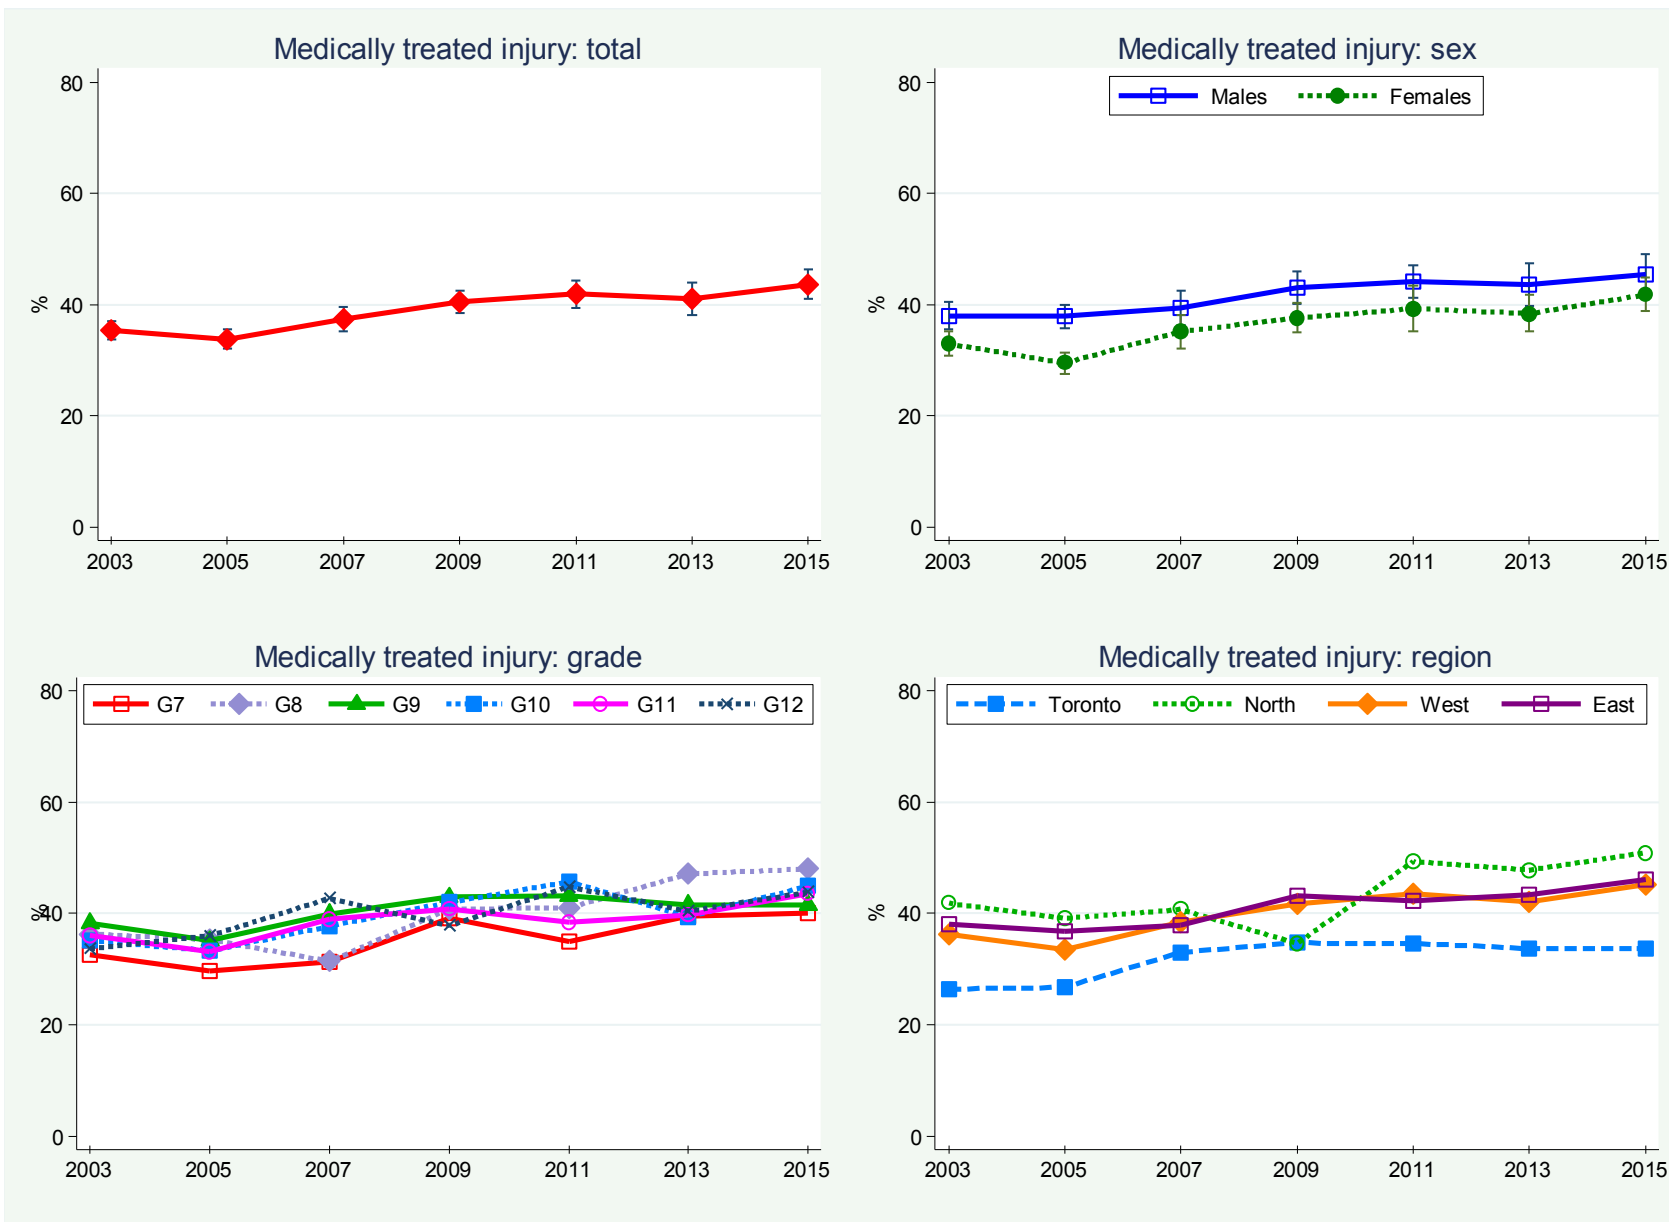 Medically treated injury: total
80
60
40
20
0
%
2003 2005 2007 2009 2011 2013 2015
Medically treated injury: sex
Males Females
80
60
40
20
0
%
2003 2005 2007 2009 2011 2013 2015
Medically treated injury: grade
G7 G8 G9 G10 G11 G12
80
60
40
20
0
%
2003 2005 2007 2009 2011 2013 2015
Medically treated injury: region
Toronto North West East
80
60
40
20
0
%
2003 2005 2007 2009 2011 2013 2015